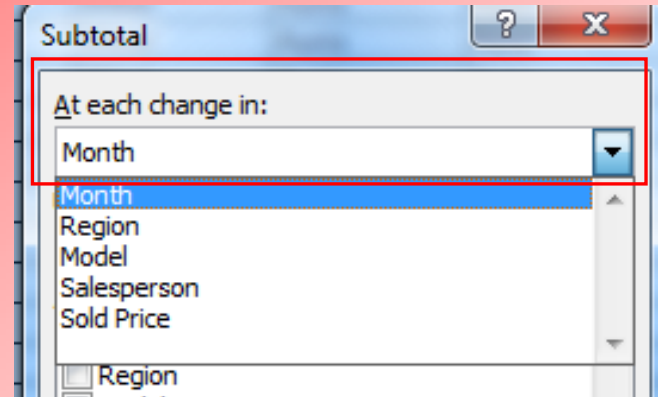 Subtotal
?
At each change in:
Month
Month
Region
Model
Salesperson
Sold Price
Region